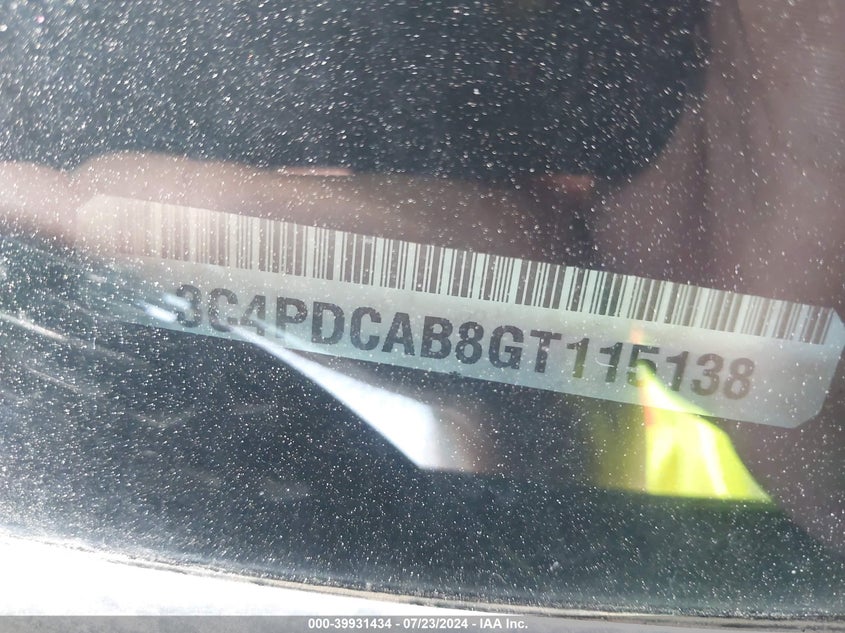 3C4PDCAB8GT115138
000-39931434 / 07/23/2024 - IAA Inc.